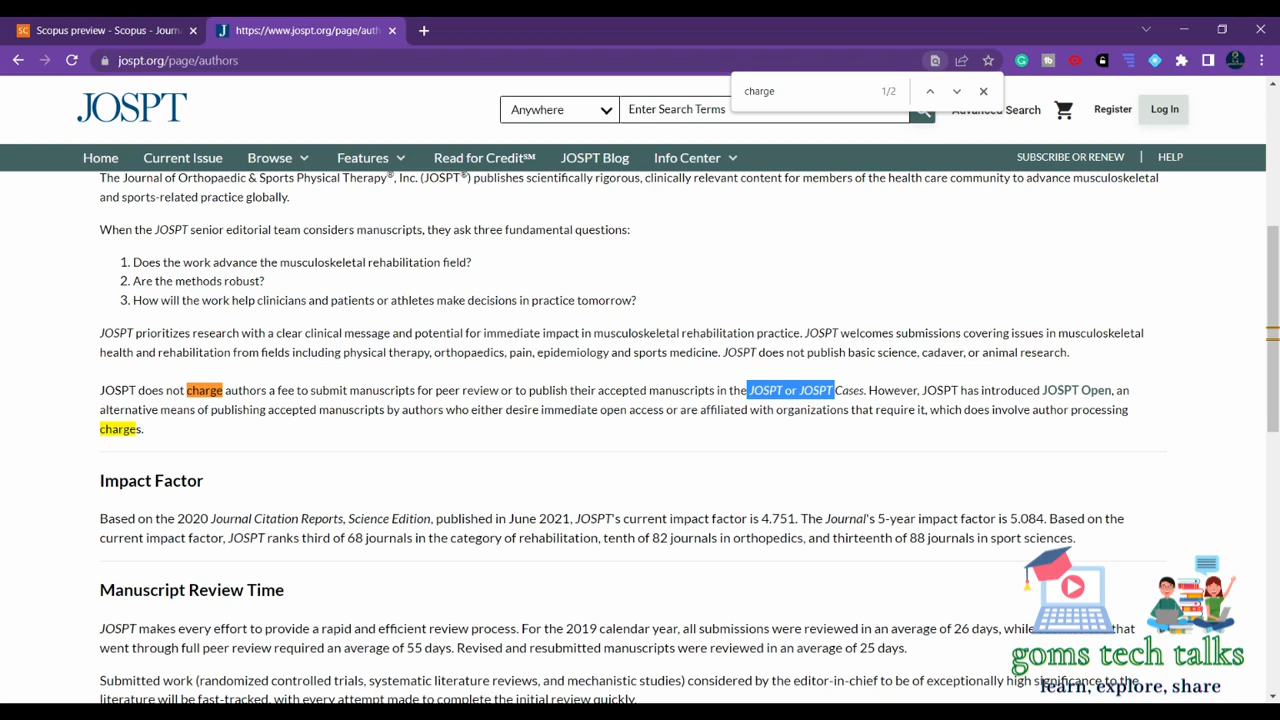 Scopus preview - Scopus - Journ
https://www.jospt.org/page/auth
jospt.org/page/authors
charge 1/2
JOSPT
Anywhere
Enter Search Terms
Advanced Search
Register
Log In
Home Current Issue Browse Features Read for Credit℠ JOSPT Blog Info Center SUBSCRIBE OR RENEW | HELP
The Journal of Orthopaedic & Sports Physical Therapy®, Inc. (JOSPT®) publishes scientifically rigorous, clinically relevant content for members of the health care community to advance musculoskeletal
and sports-related practice globally.
When the JOSPT senior editorial team considers manuscripts, they ask three fundamental questions:
1. Does the work advance the musculoskeletal rehabilitation field?
2. Are the methods robust?
3. How will the work help clinicians and patients or athletes make decisions in practice tomorrow?
JOSPT prioritizes research with a clear clinical message and potential for immediate impact in musculoskeletal rehabilitation practice. JOSPT welcomes submissions covering issues in musculoskeletal
health and rehabilitation from fields including physical therapy, orthopaedics, pain, epidemiology and sports medicine. JOSPT does not publish basic science, cadaver, or animal research.
JOSPT does not charge authors a fee to submit manuscripts for peer review or to publish their accepted manuscripts in the JOSPT or JOSPT Cases. However, JOSPT has introduced JOSPT Open, an
alternative means of publishing accepted manuscripts by authors who either desire immediate open access or are affiliated with organizations that require it, which does involve author processing
charges.
Impact Factor
Based on the 2020 Journal Citation Reports, Science Edition, published in June 2021, JOSPT's current impact factor is 4.751. The Journal's 5-year impact factor is 5.084. Based on the
current impact factor, JOSPT ranks third of 68 journals in the category of rehabilitation, tenth of 82 journals in orthopedics, and thirteenth of 88 journals in sport sciences.
Manuscript Review Time
JOSPT makes every effort to provide a rapid and efficient review process. For the 2019 calendar year, all submissions were reviewed in an average of 26 days, while that
went through full peer review required an average of 55 days. Revised and resubmitted manuscripts were reviewed in an average of 25 days.
Submitted work (randomized controlled trials, systematic literature reviews, and mechanistic studies) considered by the editor-in-chief to be of exceptionally high significance to the
literature will be fast-tracked, with every attempt made to complete the initial review quickly.
goms tech talks
learn, explore, share